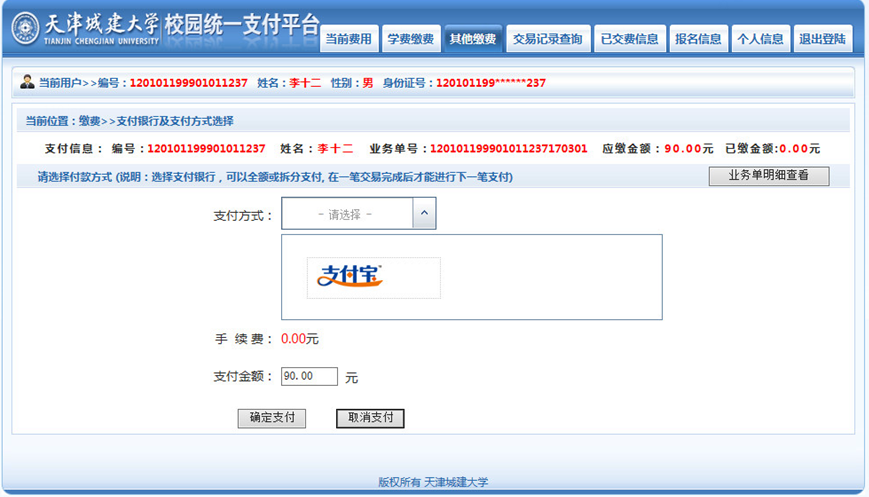 天津城建大学 校园统一支付平台
TIANJIN CHENGJIAN UNIVERSITY
当前费用 学费缴费 其他缴费 交易记录查询 已交费信息 报名信息 个人信息 退出登陆
当前用户>>编号：120101199901011237 姓名：李十二 性别：男 身份证号：120101199******237
当前位置：缴费>>支付银行及支付方式选择
支付信息： 编号：120101199901011237 姓名：李十二 业务单号：120101199901011237170301 应缴金额：90.00元 已缴金额:0.00元
请选择付款方式 (说明：选择支付银行，可以全额或拆分支付, 在一笔交易完成后才能进行下一笔支付) 业务单明细查看
支付方式： - 请选择 -
支付宝™
手 续 费： 0.00元
支付金额： 90.00 元
确定支付 取消支付
版权所有 天津城建大学